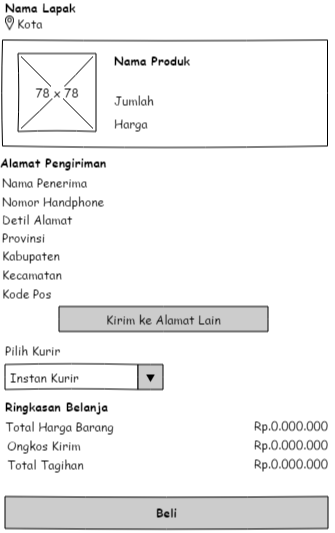 Nama Lapak
Kota
Nama Produk
78 x 78
Jumlah
Harga
Alamat Pengiriman
Nama Penerima
Nomor Handphone
Detil Alamat
Provinsi
Kabupaten
Kecamatan
Kode Pos
Kirim ke Alamat Lain
Pilih Kurir
Instan Kurir
Ringkasan Belanja
Total Harga Barang Rp.0.000.000
Ongkos Kirim Rp.0.000.000
Total Tagihan Rp.0.000.000
Beli